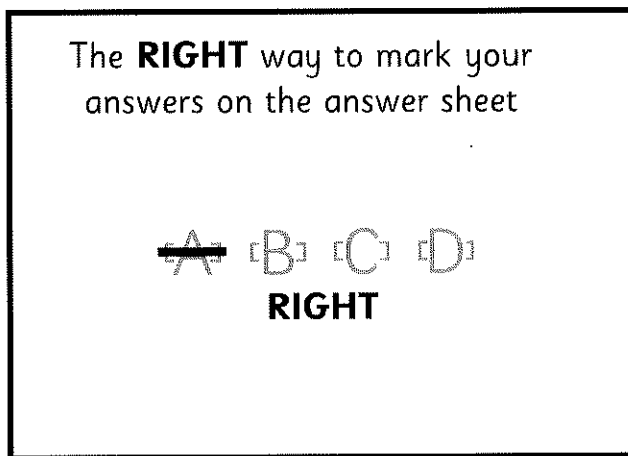 The RIGHT way to mark your
answers on the answer sheet
[A] [B] [C] [D]
RIGHT